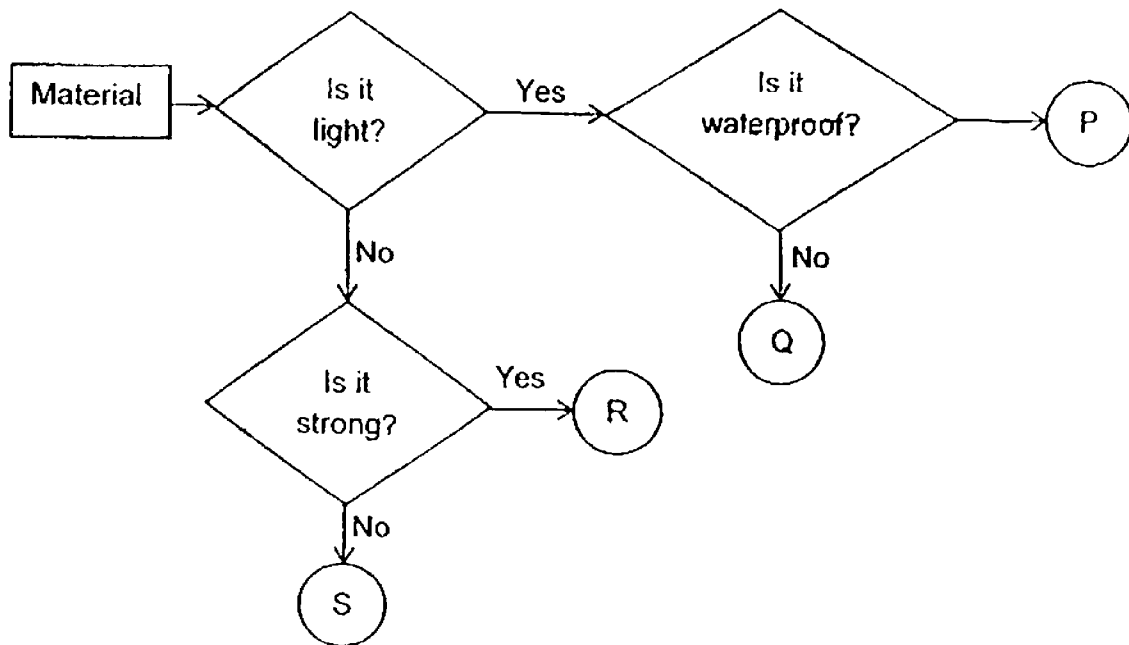 Material
Is it
light?
Yes
Is it
waterproof?
P
No
No
Q
Is it
strong?
Yes
R
No
S